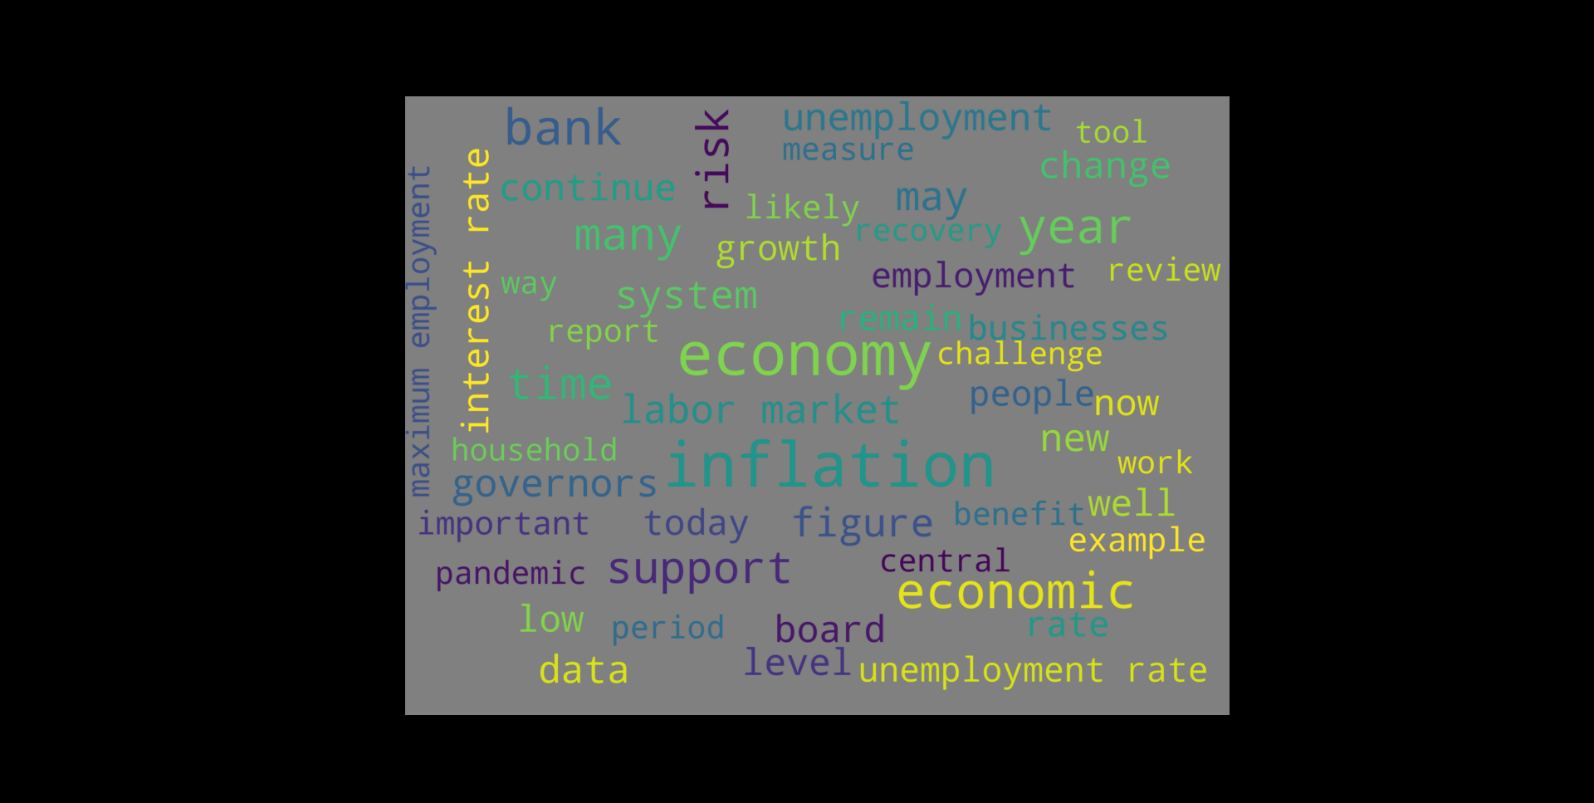 bank
risk
unemployment
tool
measure
change
interest rate
maximum employment
continue
likely
may
many
growth
recovery
year
employment
review
way
system
report
remain
businesses
economy
challenge
time
people
now
labor market
new
household
inflation
work
governors
well
important
today
figure
benefit
example
pandemic
support
central
economic
low
period
board
rate
data
level
unemployment rate